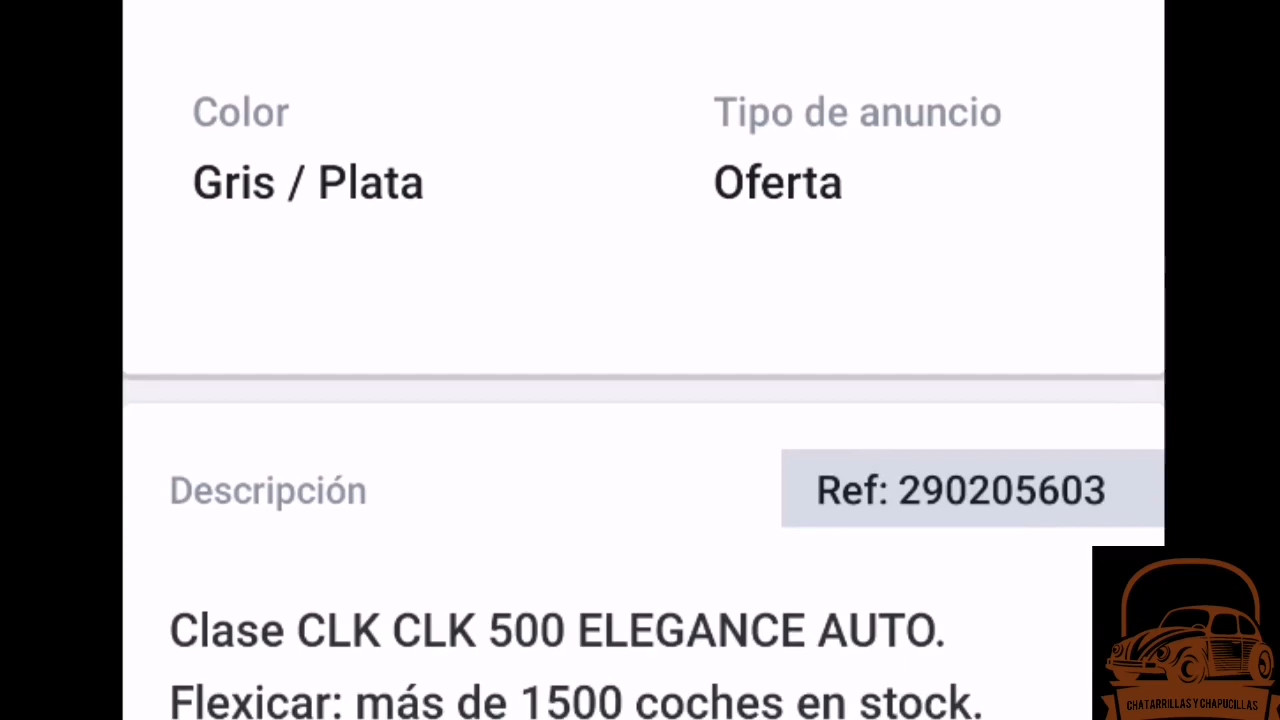 Color
Tipo de anuncio
Gris / Plata
Oferta
Descripción
Ref: 290205603
Clase CLK CLK 500 ELEGANCE AUTO.
Flexicar: más de 1500 coches en stock.
CHATARRILLAS Y CHAPUCILLAS